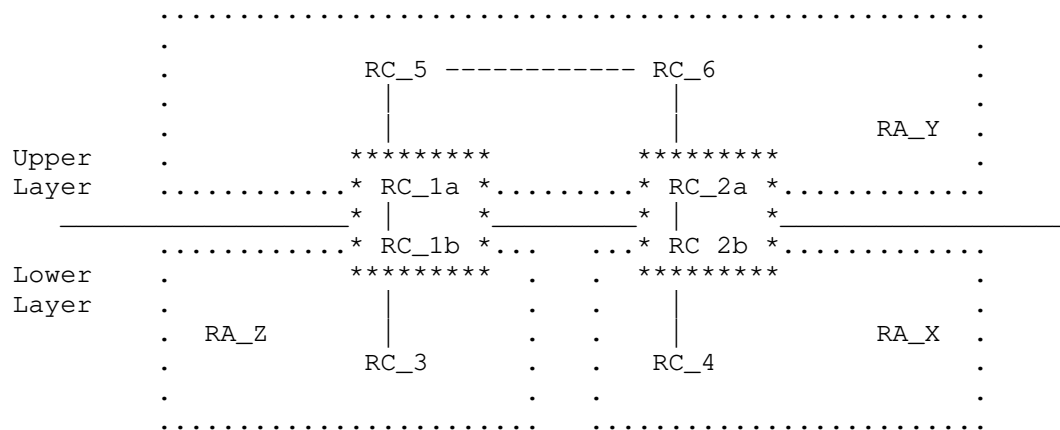 RC_5 ------------ RC_6
RA_Y
Upper
Layer
RC_1a
RC_2a
RC_1b
RC 2b
Lower
Layer
RA_Z
RA_X
RC_3
RC_4